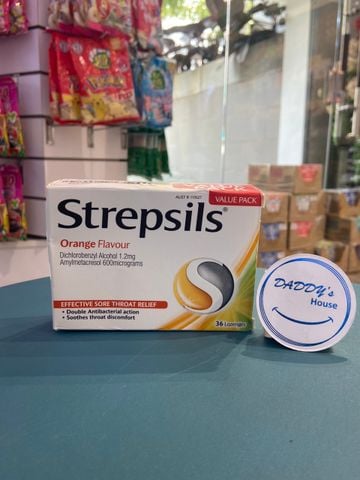 AUST R 11627
VALUE PACK
Strepsils®
Orange Flavour
Dichlorobenzyl Alcohol 1.2mg
Amylmetacresol 600micrograms
EFFECTIVE SORE THROAT RELIEF
• Double Antibacterial action
• Soothes throat discomfort
36 Lozenges
DADDY's
House